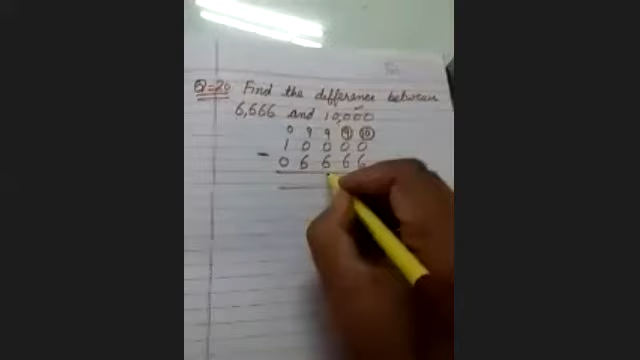 Q=20 Find the difference between
6,666 and 10,000
0 9 9 9 10
1 0 0 0 0
- 0 6 6 6 6